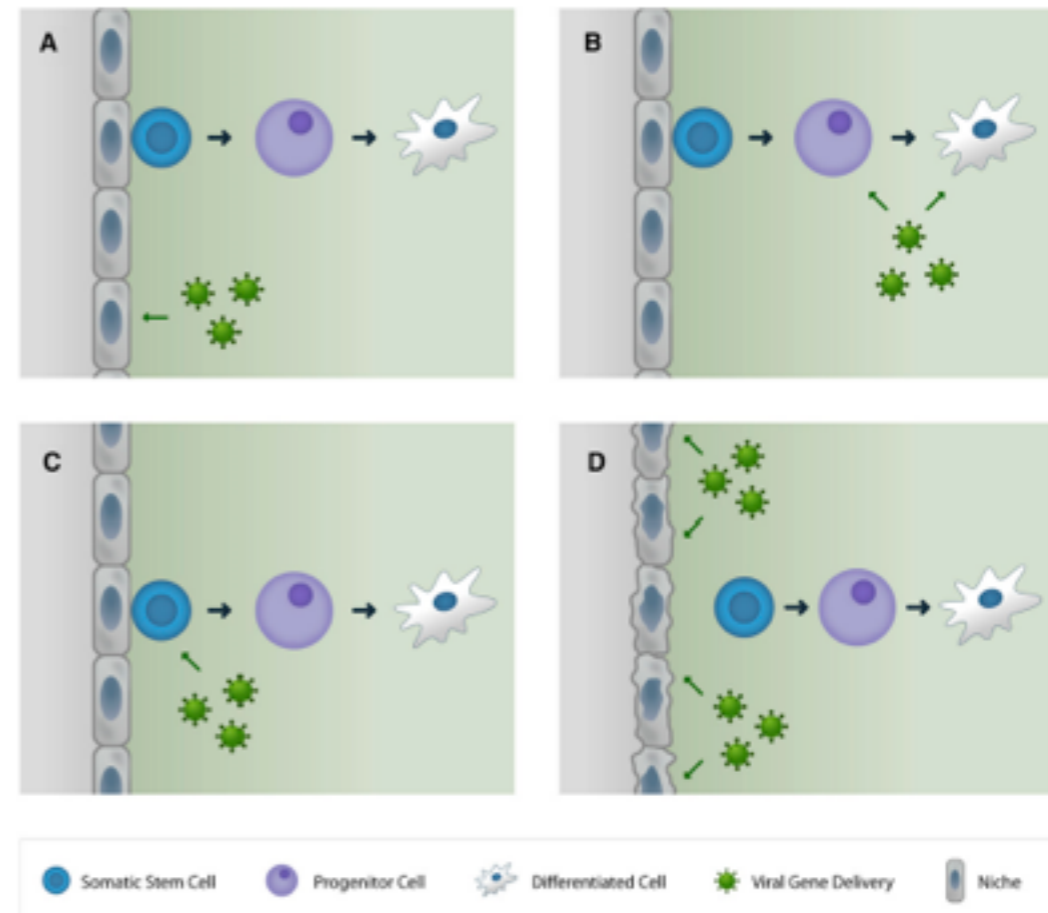 A
B
C
D
Somatic Stem Cell
Progenitor Cell
Differentiated Cell
Viral Gene Delivery
Niche